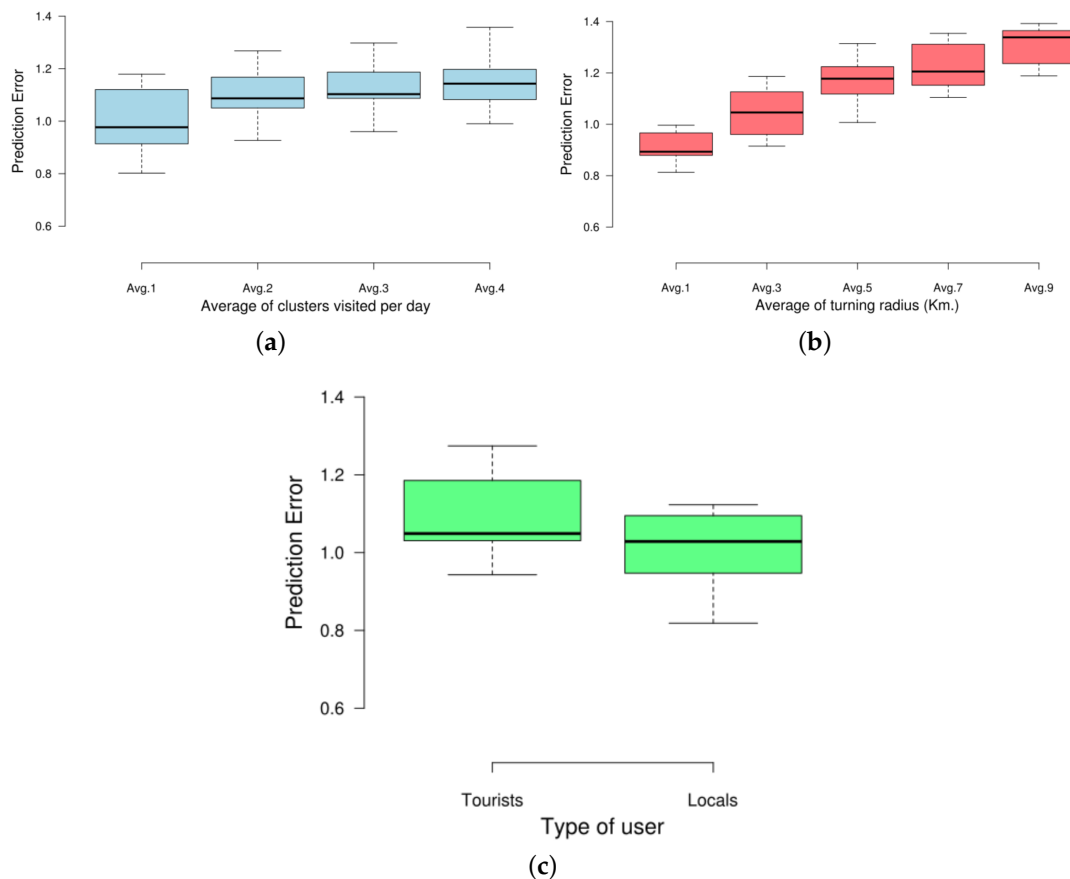 1.4
1.2
1.0
0.8
0.6
Prediction Error
Avg.1 Avg.2 Avg.3 Avg.4
Average of clusters visited per day
(a)
1.4
1.2
1.0
0.8
0.6
Prediction Error
Avg.1 Avg.3 Avg.5 Avg.7 Avg.9
Average of turning radius (Km.)
(b)
1.4
1.2
1.0
0.8
0.6
Prediction Error
Tourists Locals
Type of user
(c)